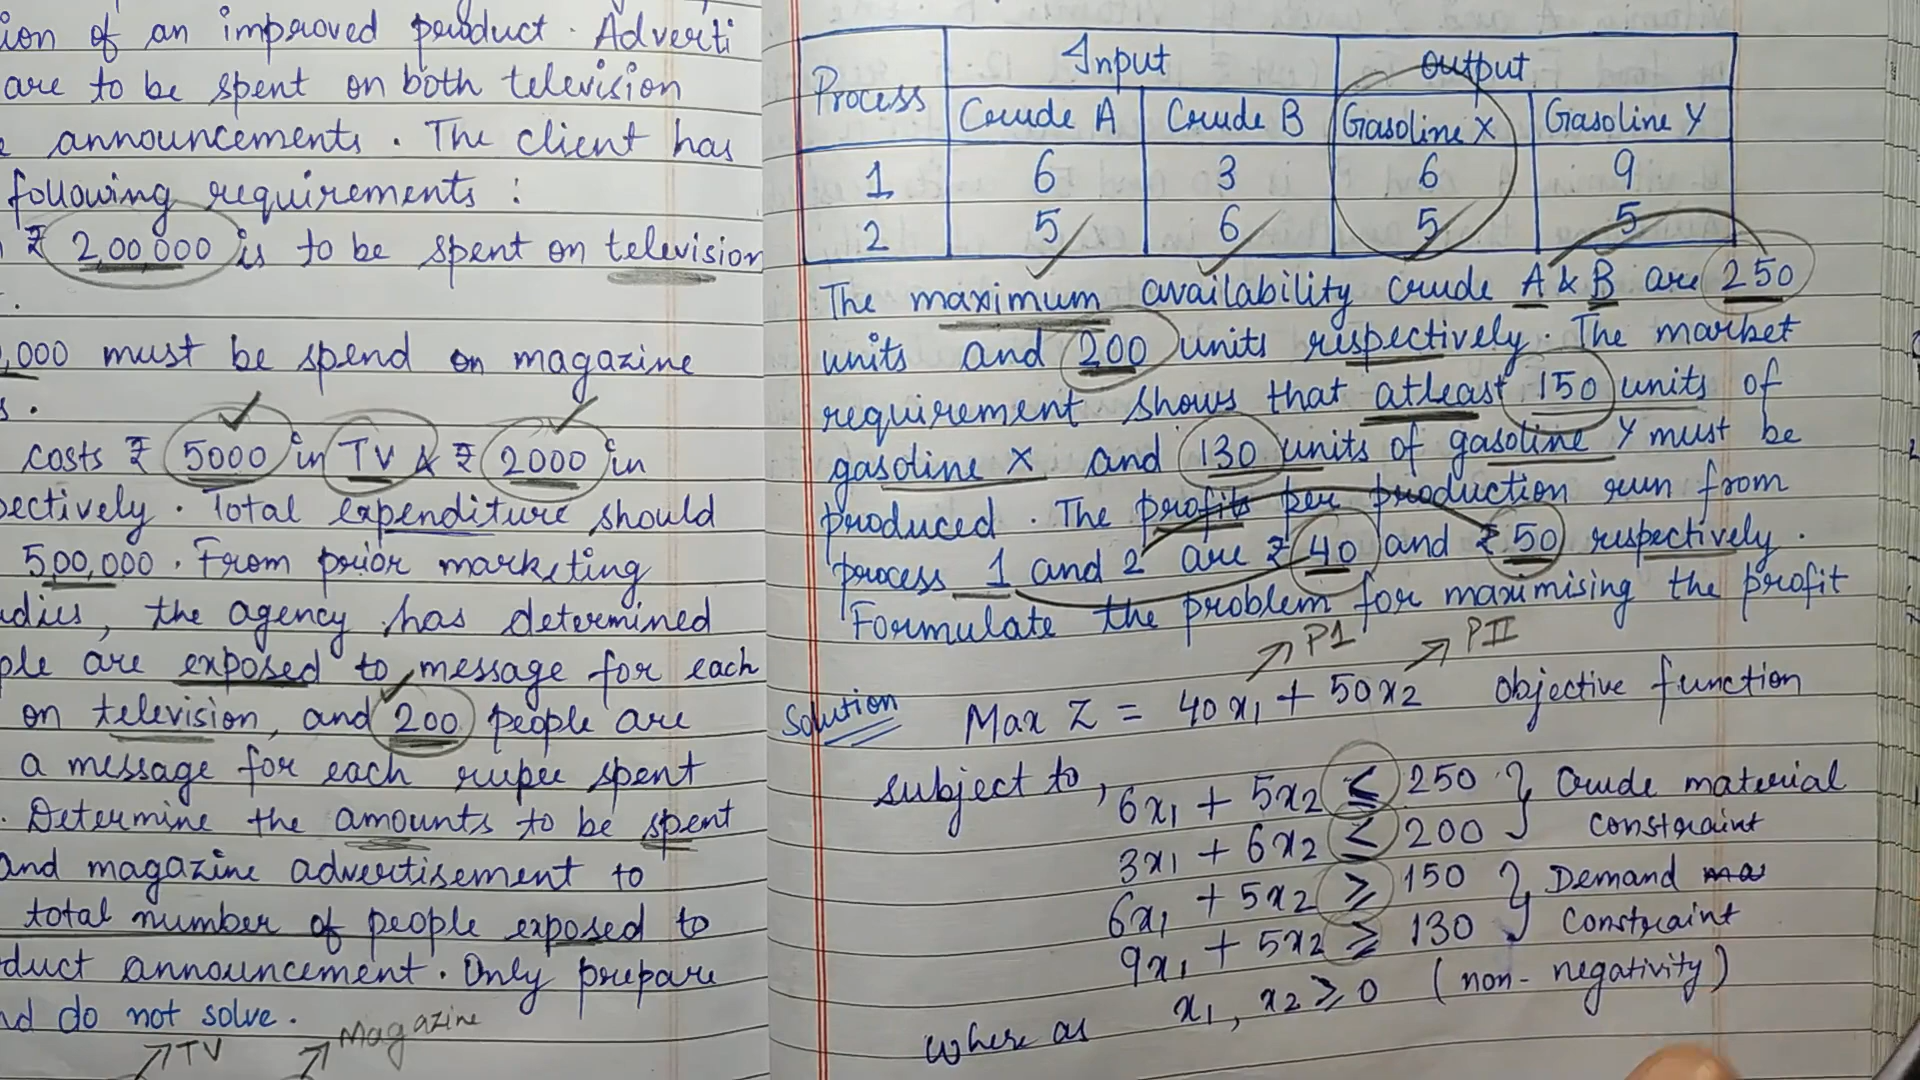 ion of an improved product. Adverti
are to be spent on both television
announcements. The client has
following requirements:
₹ 2,00,000 is to be spent on television
.
,000 must be spend on magazine
s.
costs ₹ 5000 in TV & ₹ 2000 in
pectively. Total expenditure should
500,000. From prior marketing
udies, the agency has determined
ple are exposed to message for each
on television, and 200 people are
a message for each rupee spent
. Determine the amounts to be spent
and magazine advertisement to
total number of people exposed to
duct announcement. Only prepare
nd do not solve.
TV Magazine
Process Input Output
Crude A Crude B Gasoline X Gasoline Y
1 6 3 6 9
2 5 6 5 5
The maximum availability crude A & B are 250
units and 200 units respectively. The market
requirement shows that atleast 150 units of
gasoline X and 130 units of gasoline Y must be
produced. The profits per production run from
process 1 and 2 are ₹ 40 and ₹ 50 respectively.
Formulate the problem for maximising the profit
P1 PII
Solution Max Z = 40x₁ + 50x₂ Objective function
subject to, 6x₁ + 5x₂ ≤ 250 } Crude material
3x₁ + 6x₂ ≤ 200 constraint
6x₁ + 5x₂ ≥ 150 } Demand
9x₁ + 5x₂ ≥ 130 Constraint
where as x₁, x₂ ≥ 0 (non-negativity)